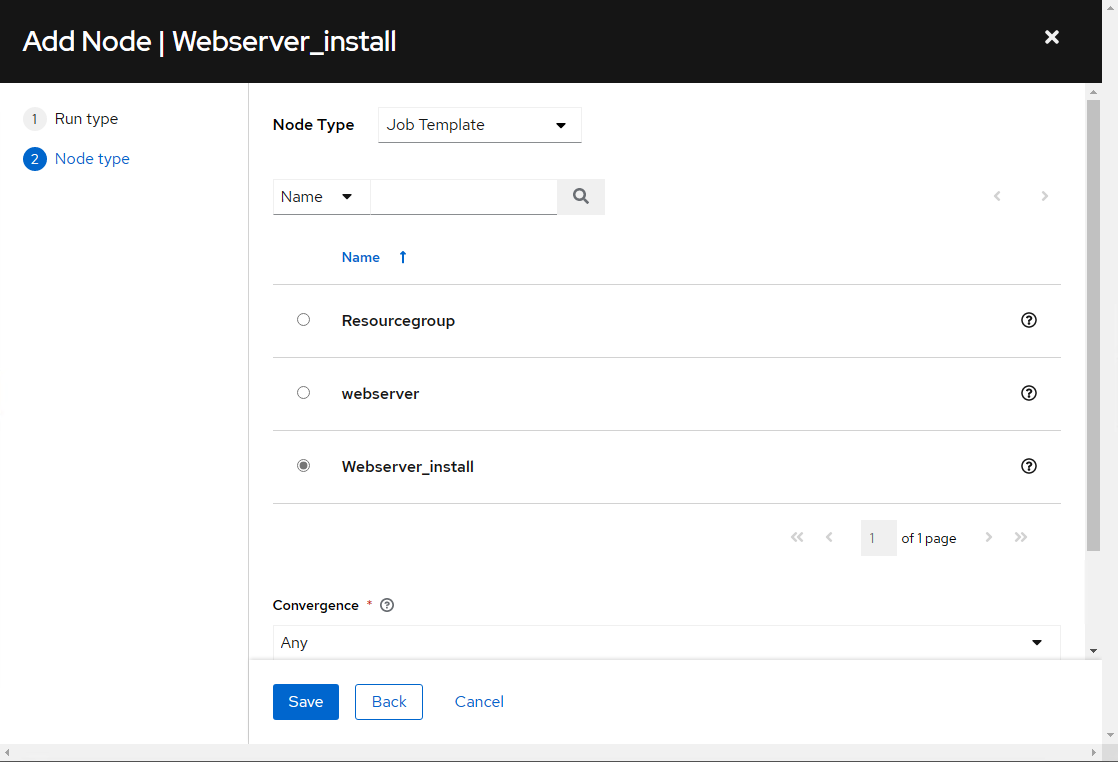 Add Node | Webserver_install
1 Run type
2 Node type
Node Type Job Template
Name
Name
Resourcegroup
webserver
Webserver_install
1 of 1 page
Convergence *
Any
Save Back Cancel